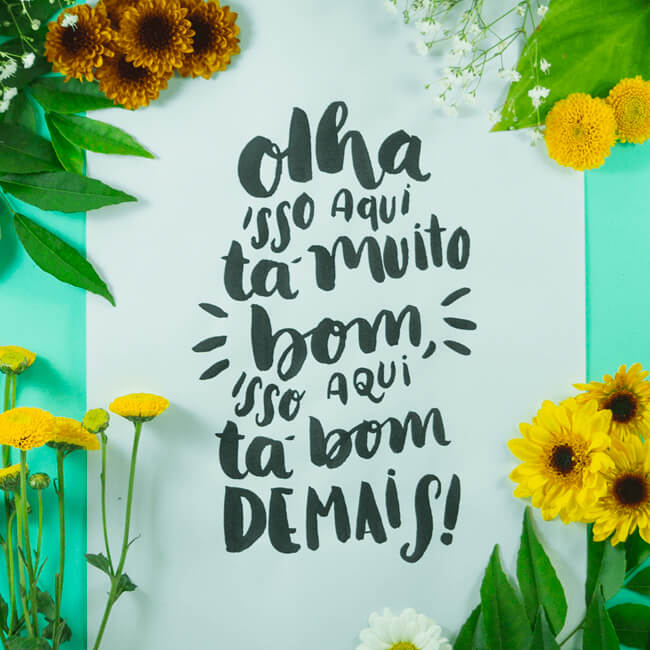 olha
isso aqui
tá muito
bom,
isso aqui
tá bom
DEMAIS!